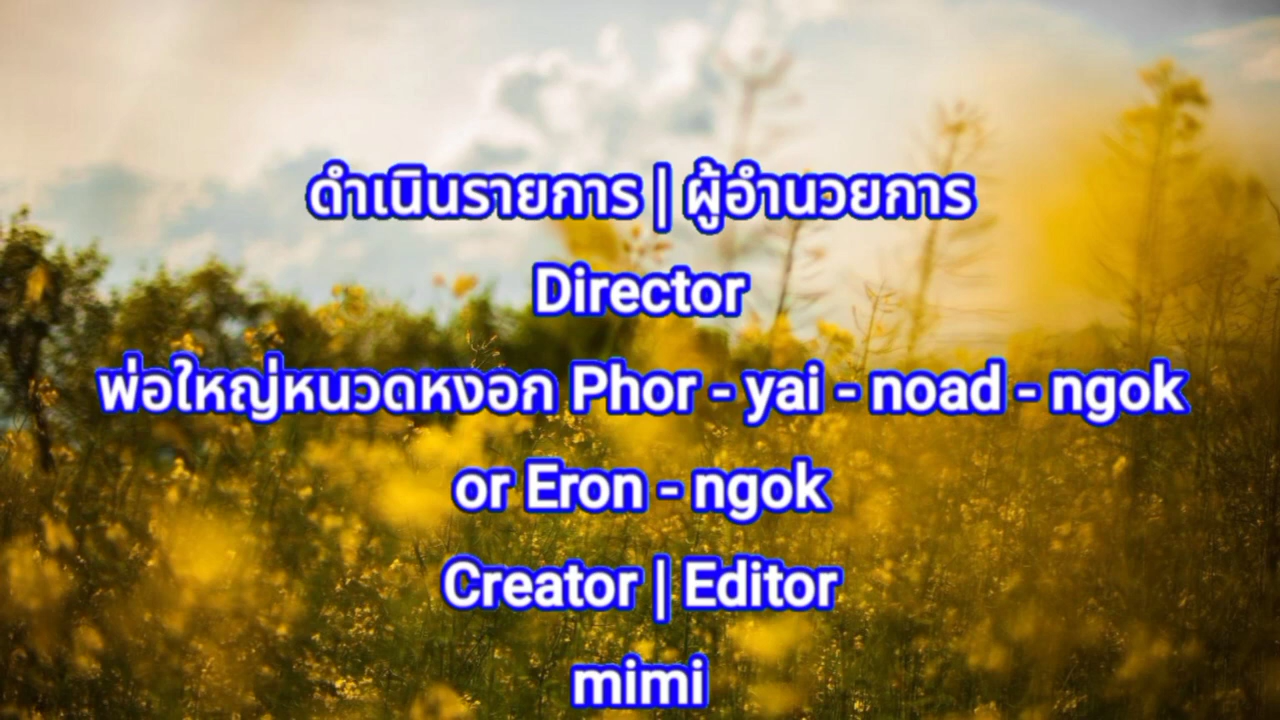 ดำเนินรายการ | ผู้อำนวยการ
Director
พ่อใหญ่หนวดหงอก Phor - yai - noad - ngok
or Eron - ngok
Creator | Editor
mimi